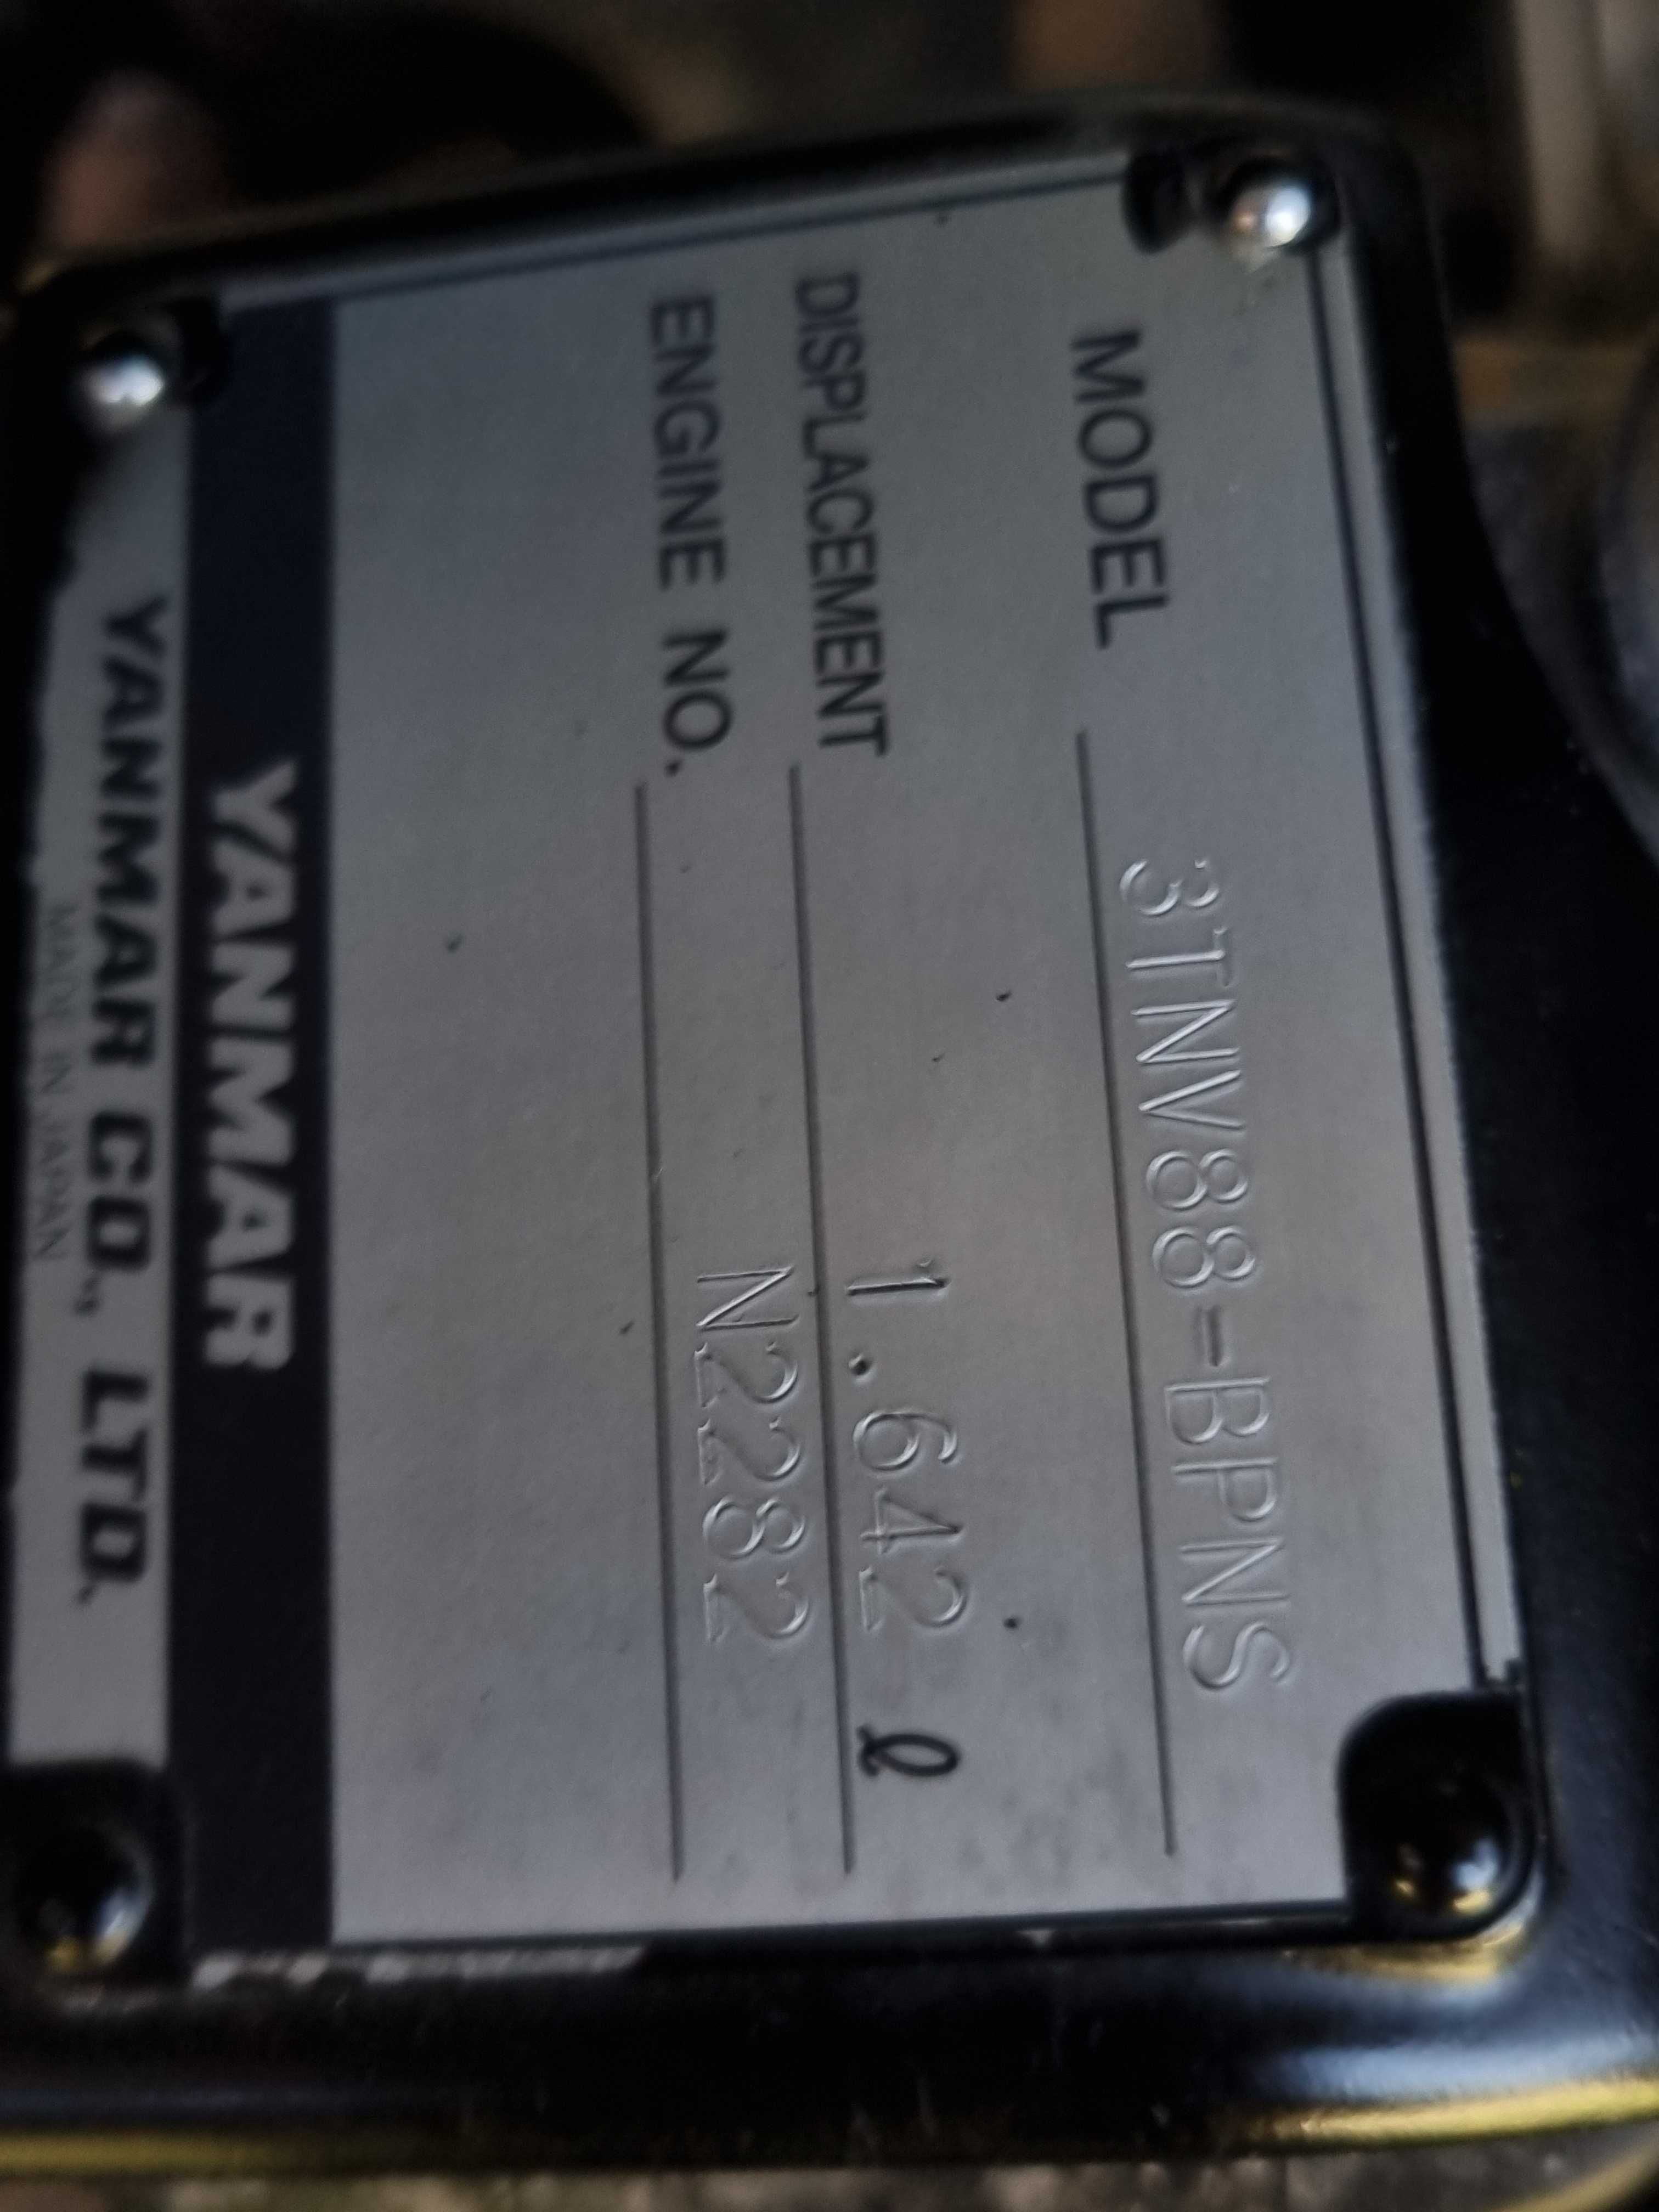 MODEL 3TNV88-BPNS
DISPLACEMENT 1.642 ℓ
ENGINE NO. N2282
YANMAR
YANMAR CO., LTD.
MADE IN JAPAN